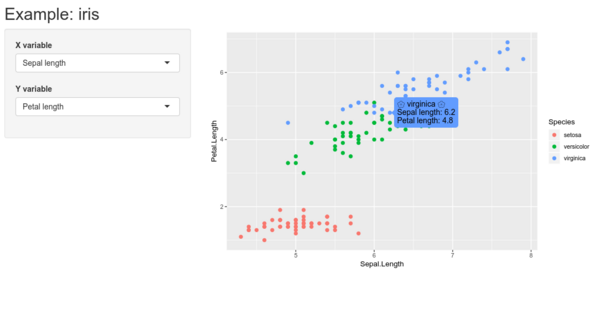 Example: iris
X variable
Sepal length
Y variable
Petal length
Petal.Length
6
4
2
virginica
Sepal length: 6.2
Petal length: 4.8
5
6
7
8
Sepal.Length
Species
setosa
versicolor
virginica